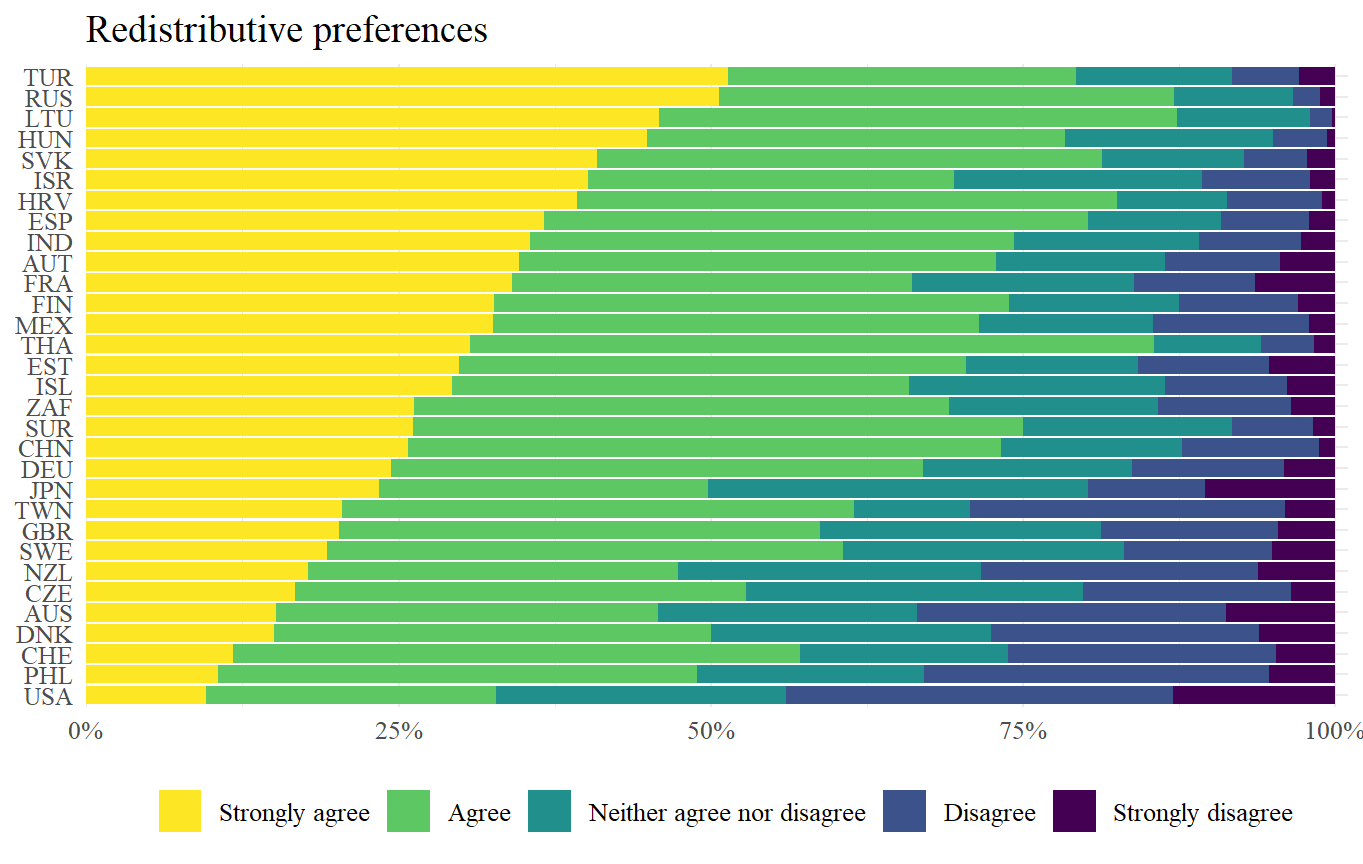 Redistributive preferences
TUR
RUS
LTU
HUN
SVK
ISR
HRV
ESP
IND
AUT
FRA
FIN
MEX
THA
EST
ISL
ZAF
SUR
CHN
DEU
JPN
TWN
GBR
SWE
NZL
CZE
AUS
DNK
CHE
PHL
USA
0% 25% 50% 75% 100%
Strongly agree Agree Neither agree nor disagree Disagree Strongly disagree